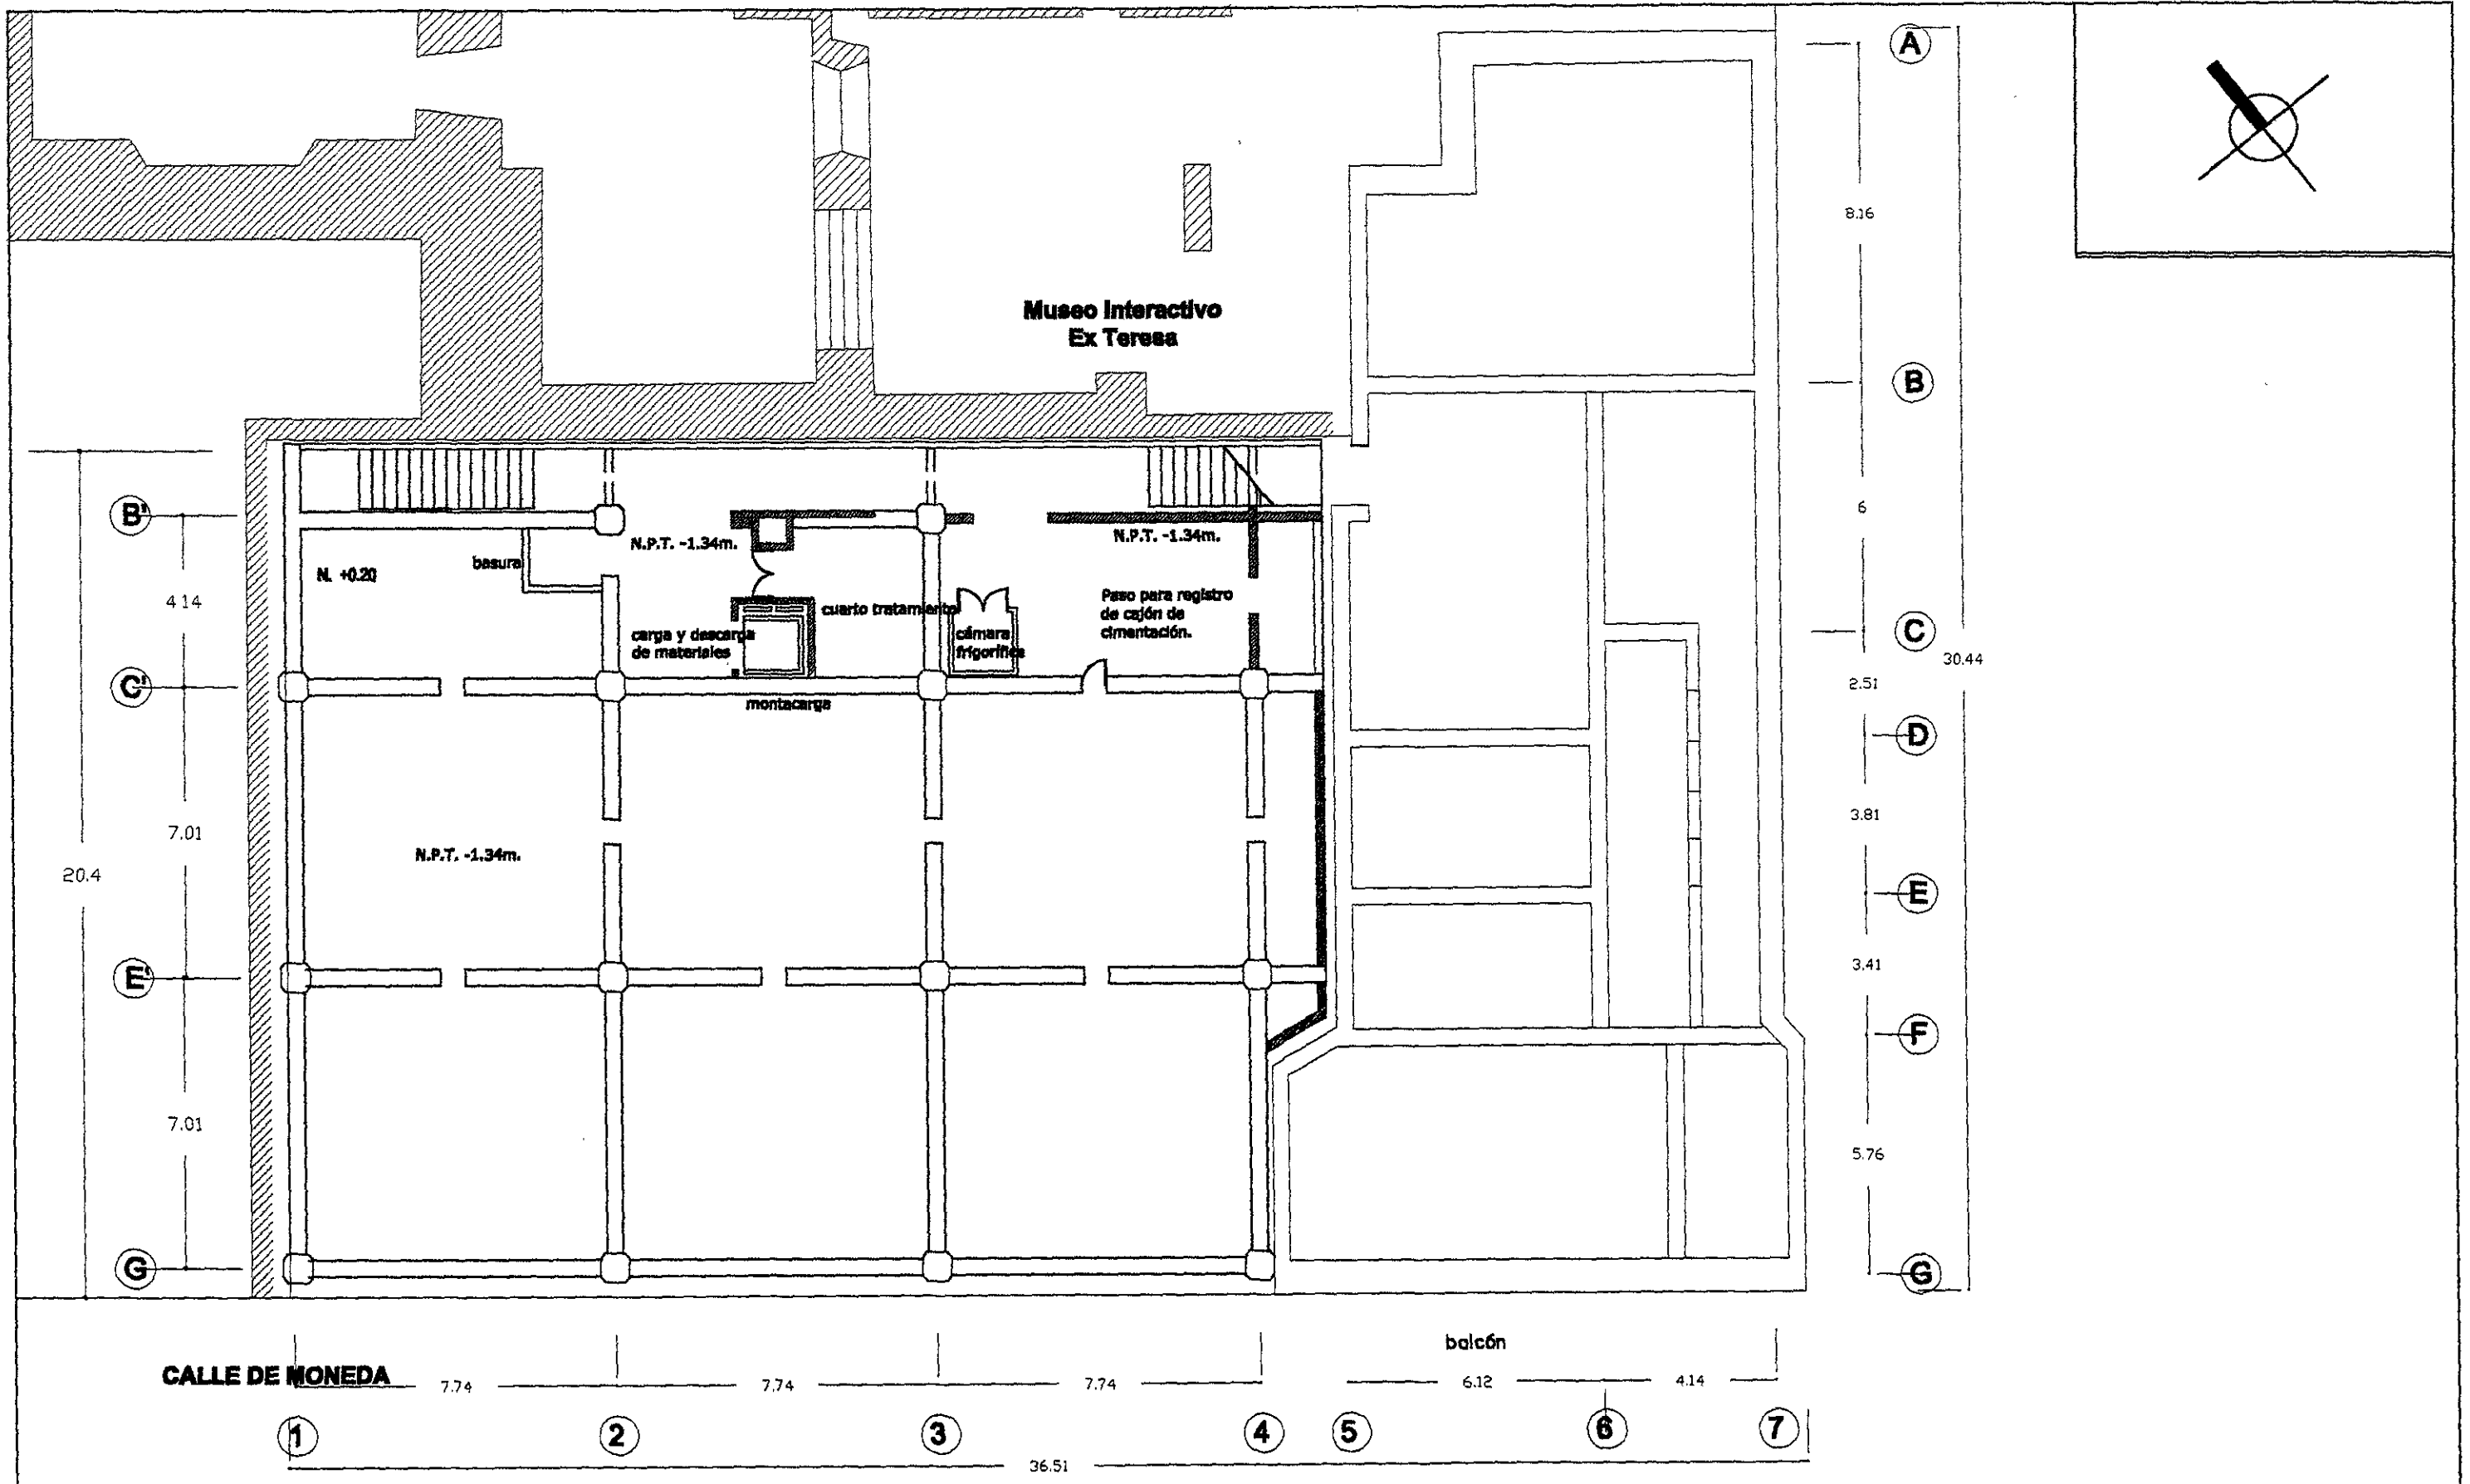 A
8.16
Museo Interactivo
Ex Teresa
B
6
B'
N.P.T. -1.34m.
N.P.T. -1.34m.
basura
N. +0.20
4.14
cuarto tratamiento
Paso para registro
de cajón de
cimentación.
carga y descarga
de materiales
cámara
frigorífica
C
30.44
C'
2.51
montacarga
D
7.01
3.81
N.P.T. -1.34m.
20.4
E
E'
3.41
F
7.01
5.76
G
G
balcón
CALLE DE MONEDA
7.74
7.74
7.74
6.12
4.14
1
2
3
4
5
6
7
36.51